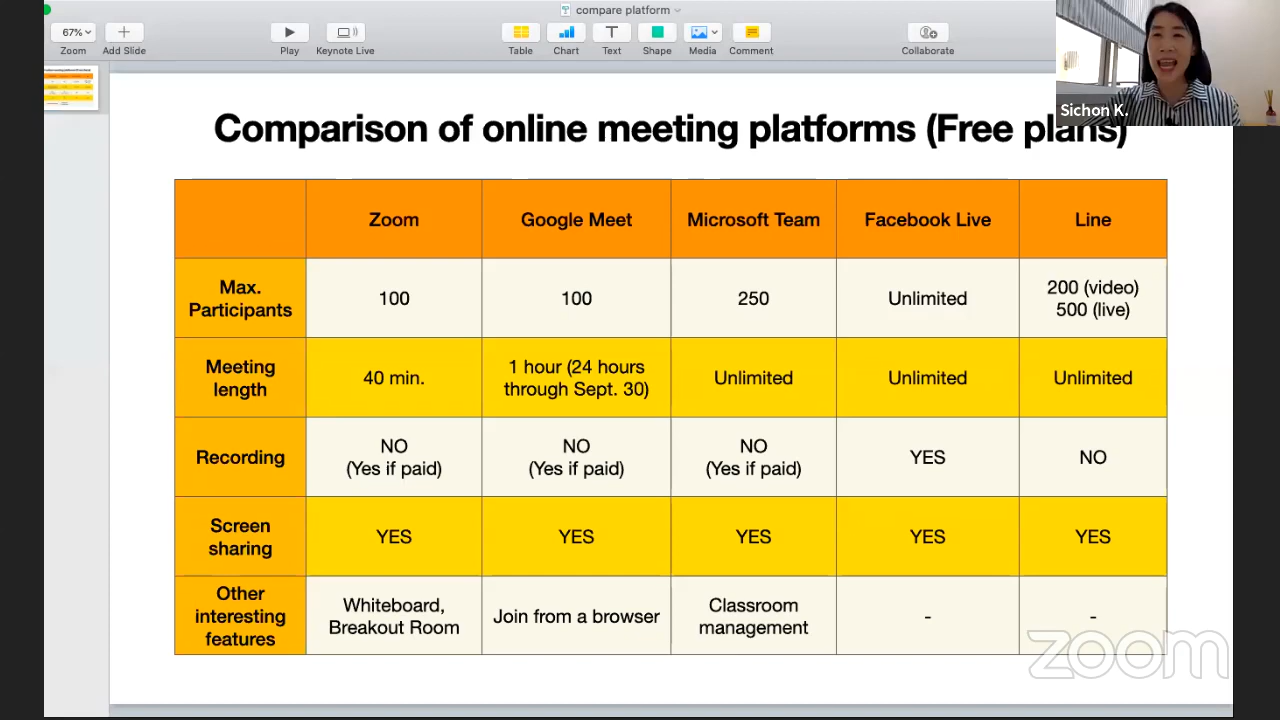 compare platform
67%
Zoom
Add Slide
Play
Keynote Live
Table
Chart
Text
Shape
Media
Comment
Collaborate
Sichon K.
Comparison of online meeting platforms (Free plans)
Zoom
Google Meet
Microsoft Team
Facebook Live
Line
Max.
Participants
100
100
250
Unlimited
200 (video)
500 (live)
Meeting
length
40 min.
1 hour (24 hours
through Sept. 30)
Unlimited
Unlimited
Unlimited
Recording
NO
(Yes if paid)
NO
(Yes if paid)
NO
(Yes if paid)
YES
NO
Screen
sharing
YES
YES
YES
YES
YES
Other
interesting
features
Whiteboard,
Breakout Room
Join from a browser
Classroom
management
-
-
zoom